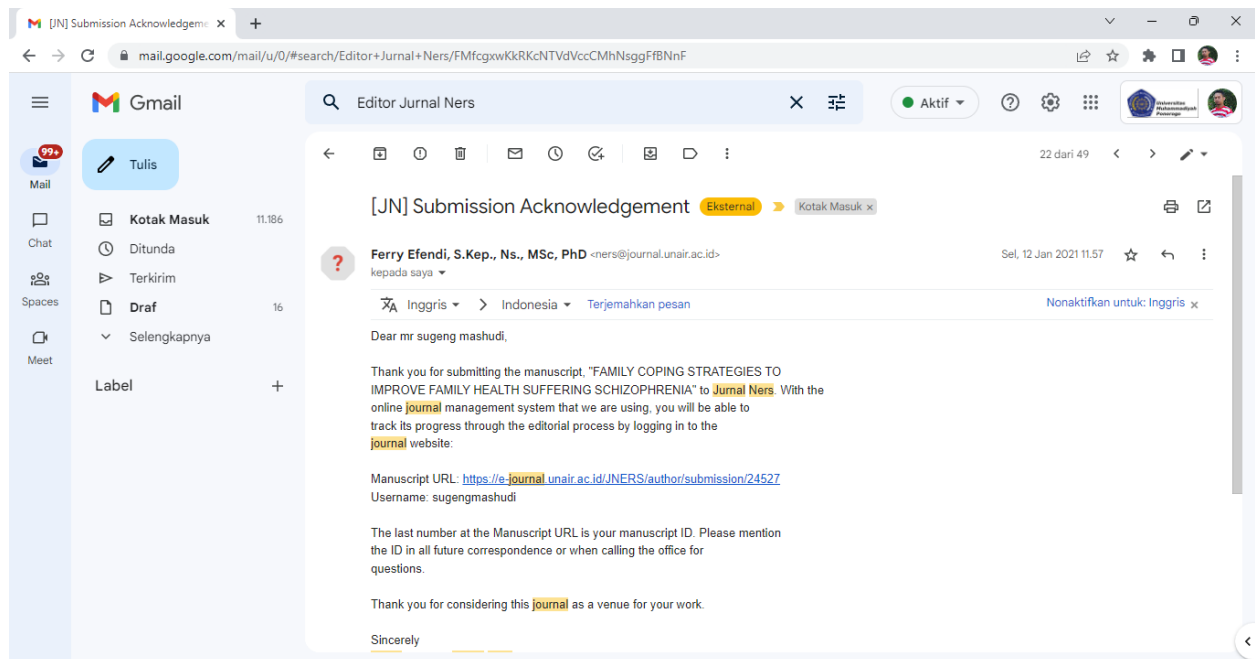 [JN] Submission Acknowledgeme
mail.google.com/mail/u/0/#search/Editor+Jurnal+Ners/FMfcgxwKkRKcNTVdVccCMhNsggFfBNnF
Gmail
Editor Jurnal Ners
Aktif
Universitas
Muhammadiyah
Ponorogo
99+
Mail
Chat
Spaces
Meet
Tulis
Kotak Masuk 11.186
Ditunda
Terkirim
Draf 16
Selengkapnya
Label
22 dari 49
[JN] Submission Acknowledgement Eksternal Kotak Masuk x
Ferry Efendi, S.Kep., Ns., MSc, PhD <ners@journal.unair.ac.id> Sel, 12 Jan 2021 11.57
kepada saya
Inggris > Indonesia Terjemahkan pesan Nonaktifkan untuk: Inggris x
Dear mr sugeng mashudi,
Thank you for submitting the manuscript, "FAMILY COPING STRATEGIES TO
IMPROVE FAMILY HEALTH SUFFERING SCHIZOPHRENIA" to Jurnal Ners. With the
online journal management system that we are using, you will be able to
track its progress through the editorial process by logging in to the
journal website:
Manuscript URL: https://e-journal.unair.ac.id/JNERS/author/submission/24527
Username: sugengmashudi
The last number at the Manuscript URL is your manuscript ID. Please mention
the ID in all future correspondence or when calling the office for
questions.
Thank you for considering this journal as a venue for your work.
Sincerely